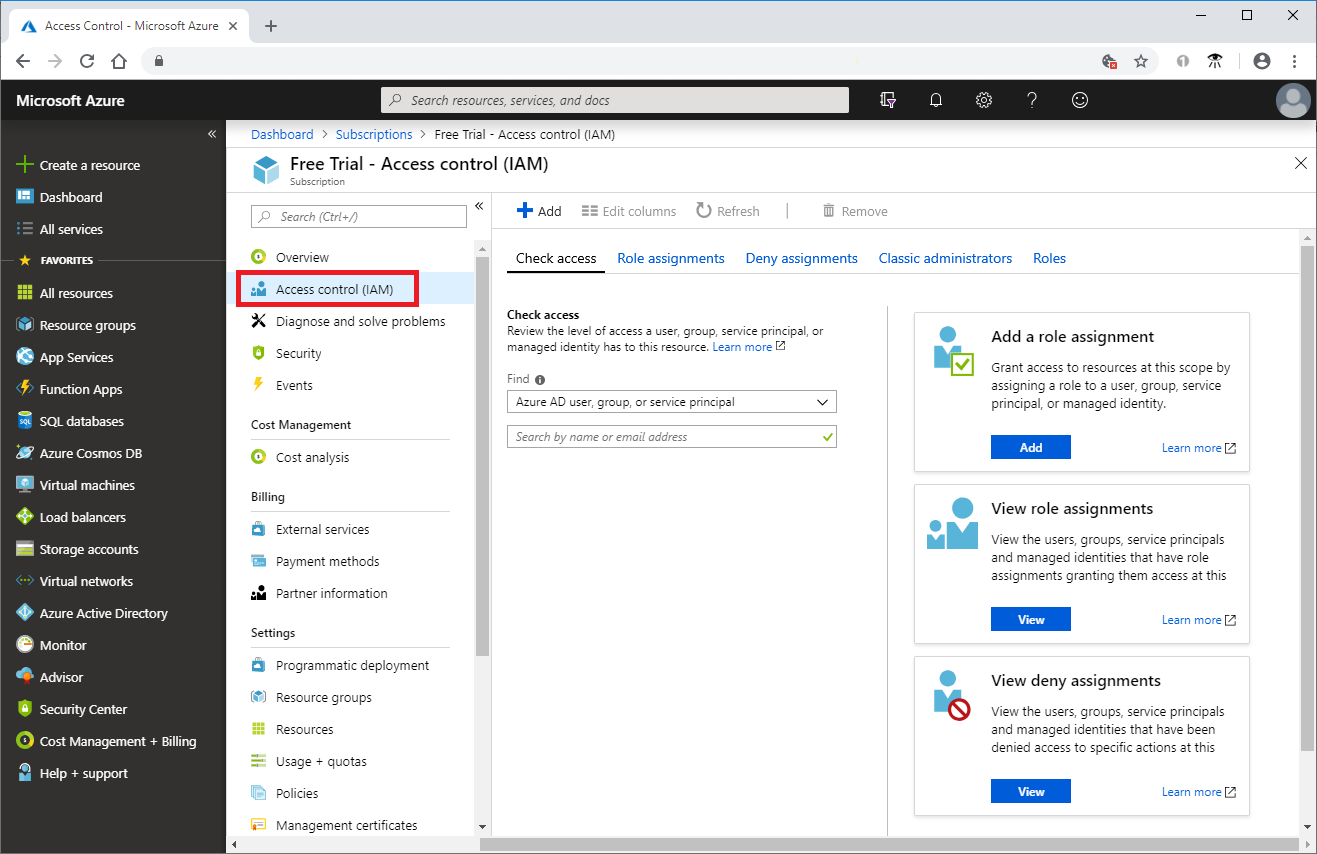 Access Control - Microsoft Azure
Microsoft Azure
Search resources, services, and docs
Dashboard > Subscriptions > Free Trial - Access control (IAM)
Free Trial - Access control (IAM)
Subscription
Create a resource
Dashboard
All services
FAVORITES
All resources
Resource groups
App Services
Function Apps
SQL databases
Azure Cosmos DB
Virtual machines
Load balancers
Storage accounts
Virtual networks
Azure Active Directory
Monitor
Advisor
Security Center
Cost Management + Billing
Help + support
Search (Ctrl+/)
Overview
Access control (IAM)
Diagnose and solve problems
Security
Events
Cost Management
Cost analysis
Billing
External services
Payment methods
Partner information
Settings
Programmatic deployment
Resource groups
Resources
Usage + quotas
Policies
Management certificates
Add Edit columns Refresh | Remove
Check access Role assignments Deny assignments Classic administrators Roles
Check access
Review the level of access a user, group, service principal, or
managed identity has to this resource. Learn more
Find
Azure AD user, group, or service principal
Search by name or email address
Add a role assignment
Grant access to resources at this scope by
assigning a role to a user, group, service
principal, or managed identity.
Add Learn more
View role assignments
View the users, groups, service principals
and managed identities that have role
assignments granting them access at this
View Learn more
View deny assignments
View the users, groups, service principals
and managed identities that have been
denied access to specific actions at this
View Learn more